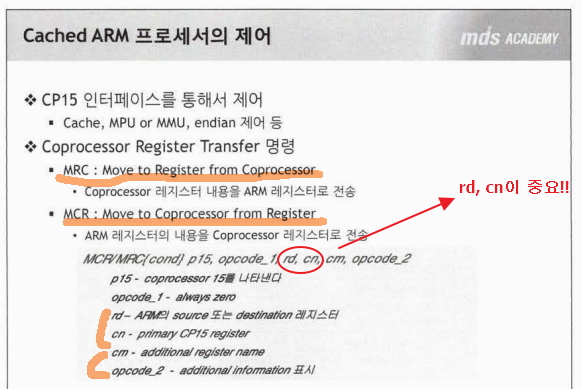 Cached ARM 프로세서의 제어
mds ACADEMY
❖ CP15 인터페이스를 통해서 제어
▪ Cache, MPU or MMU, endian 제어 등
❖ Coprocessor Register Transfer 명령
▪ MRC : Move to Register from Coprocessor
• Coprocessor 레지스터 내용을 ARM 레지스터로 전송
rd, cn이 중요!!
▪ MCR : Move to Coprocessor from Register
• ARM 레지스터의 내용을 Coprocessor 레지스터로 전송
MCR/MRC{cond} p15, opcode_1, rd, cn, cm, opcode_2
p15 - coprocessor 15를 나타낸다
opcode_1 - always zero
rd – ARM의 source 또는 destination 레지스터
cn - primary CP15 register
cm - additional register name
opcode_2 - additional information 표시